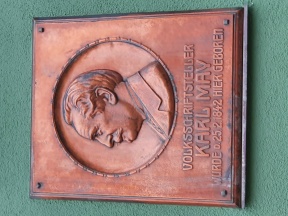 VOLKSSCHRIFTSTELLER
KARL MAY
WURDE A. 25.2.1842 HIER GEBOREN